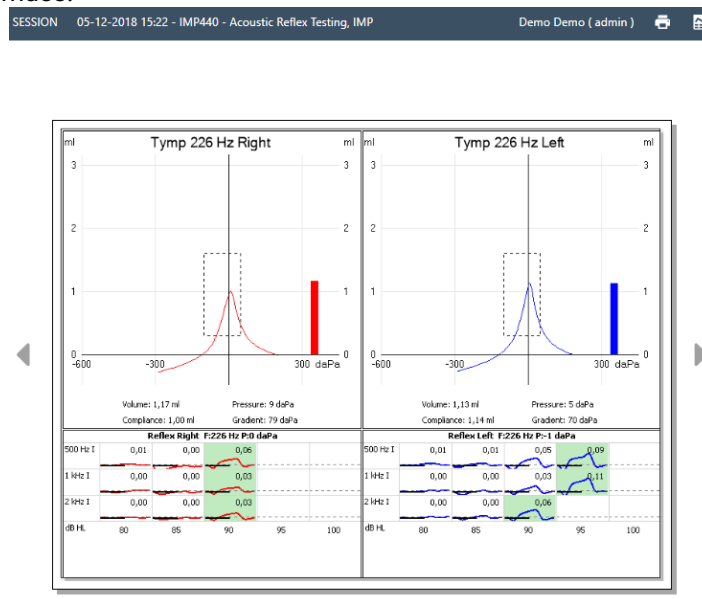 SESSION 05-12-2018 15:22 - IMP440 - Acoustic Reflex Testing, IMP Demo Demo ( admin )
ml Tymp 226 Hz Right ml
3 3
2 2
1 1
0 0
-600 -300 300 daPa
Volume: 1,17 ml Pressure: 9 daPa
Compliance: 1,00 ml Gradient: 79 daPa
ml Tymp 226 Hz Left ml
3 3
2 2
1 1
0 0
-600 -300 300 daPa
Volume: 1,13 ml Pressure: 5 daPa
Compliance: 1,14 ml Gradient: 70 daPa
Reflex Right F:226 Hz P:0 daPa
500 Hz I 0,01 0,00 0,06
1 kHz I 0,00 0,00 0,03
2 kHz I 0,00 0,00 0,03
dB HL 80 85 90 95 100
Reflex Left F:226 Hz P:-1 daPa
500 Hz I 0,01 0,01 0,05 0,09
1 kHz I 0,00 0,00 0,03 0,11
2 kHz I 0,00 0,00 0,06
dB HL 80 85 90 95 100